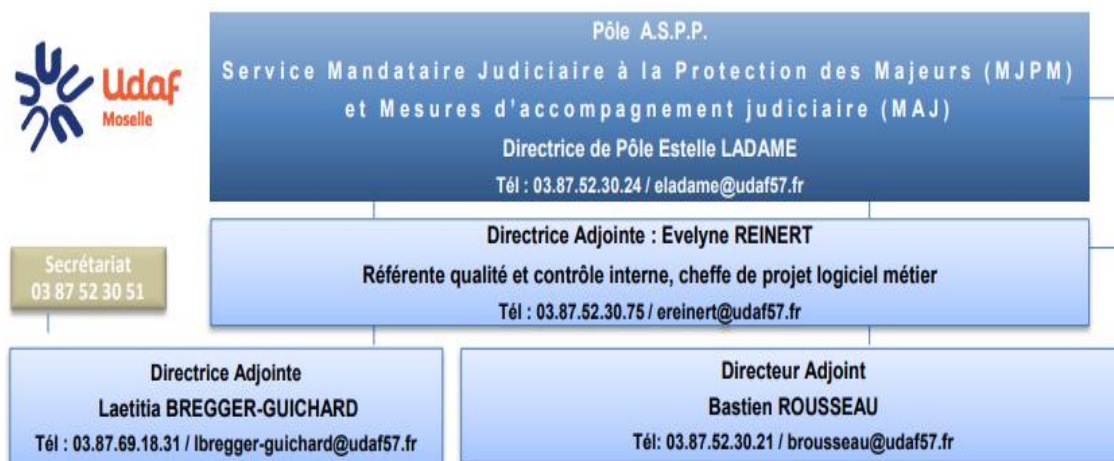 Udaf
Moselle
Pôle A.S.P.P.
Service Mandataire Judiciaire à la Protection des Majeurs (MJPM)
et Mesures d'accompagnement judiciaire (MAJ)
Directrice de Pôle Estelle LADAME
Tél : 03.87.52.30.24 / eladame@udaf57.fr
Directrice Adjointe : Evelyne REINERT
Référente qualité et contrôle interne, cheffe de projet logiciel métier
Tél : 03.87.52.30.75 / ereinert@udaf57.fr
Secrétariat
03 87 52 30 51
Directrice Adjointe
Laetitia BREGGER-GUICHARD
Tél : 03.87.69.18.31 / lbregger-guichard@udaf57.fr
Directeur Adjoint
Bastien ROUSSEAU
Tél: 03.87.52.30.21 / brousseau@udaf57.fr